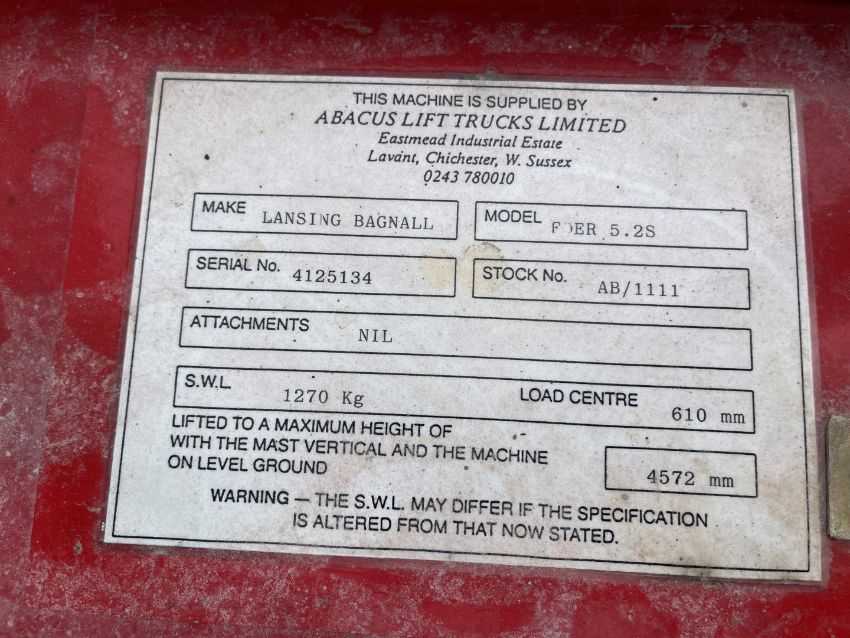 THIS MACHINE IS SUPPLIED BY
ABACUS LIFT TRUCKS LIMITED
Eastmead Industrial Estate
Lavant, Chichester, W. Sussex
0243 780010
MAKE LANSING BAGNALL MODEL 5.2S
SERIAL No. 4125134 STOCK No. AB/1111
ATTACHMENTS NIL
S.W.L. 1270 Kg LOAD CENTRE 610 mm
LIFTED TO A MAXIMUM HEIGHT OF
WITH THE MAST VERTICAL AND THE MACHINE
ON LEVEL GROUND 4572 mm
WARNING — THE S.W.L. MAY DIFFER IF THE SPECIFICATION
IS ALTERED FROM THAT NOW STATED.